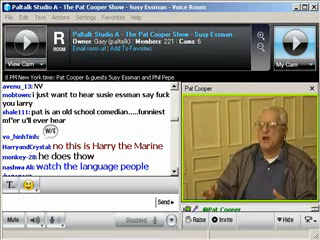 Paltalk Studio A - The Pat Cooper Show - Susy Essman - Voice Room
File Actions Options Text Help
ROOM
R
Paltalk Studio A - The Pat Cooper Show - Susy Essman
Owner: Gary (paltalk) Members: 221 | Cams: 6
Email room url | Add To Favorites
View Cams
My Cam
8 PM New York time: Pat Cooper & guests Susy Essman and Phil Pepe
avenu_13: NV
mobtown: i just want to hear susie essman say fuck you larry
shale111: pat is an old school comedian.....funniest mf'er u'll ever hear
vo_hinhTinh:
HarryandCrystal: no this is Harry the Marine
monkey-28: he does thow
nashwa Ali: watch the language people
Pat Cooper
T
Send
Pat Cooper
Mute
Disabled
Raise
Invite
Hide